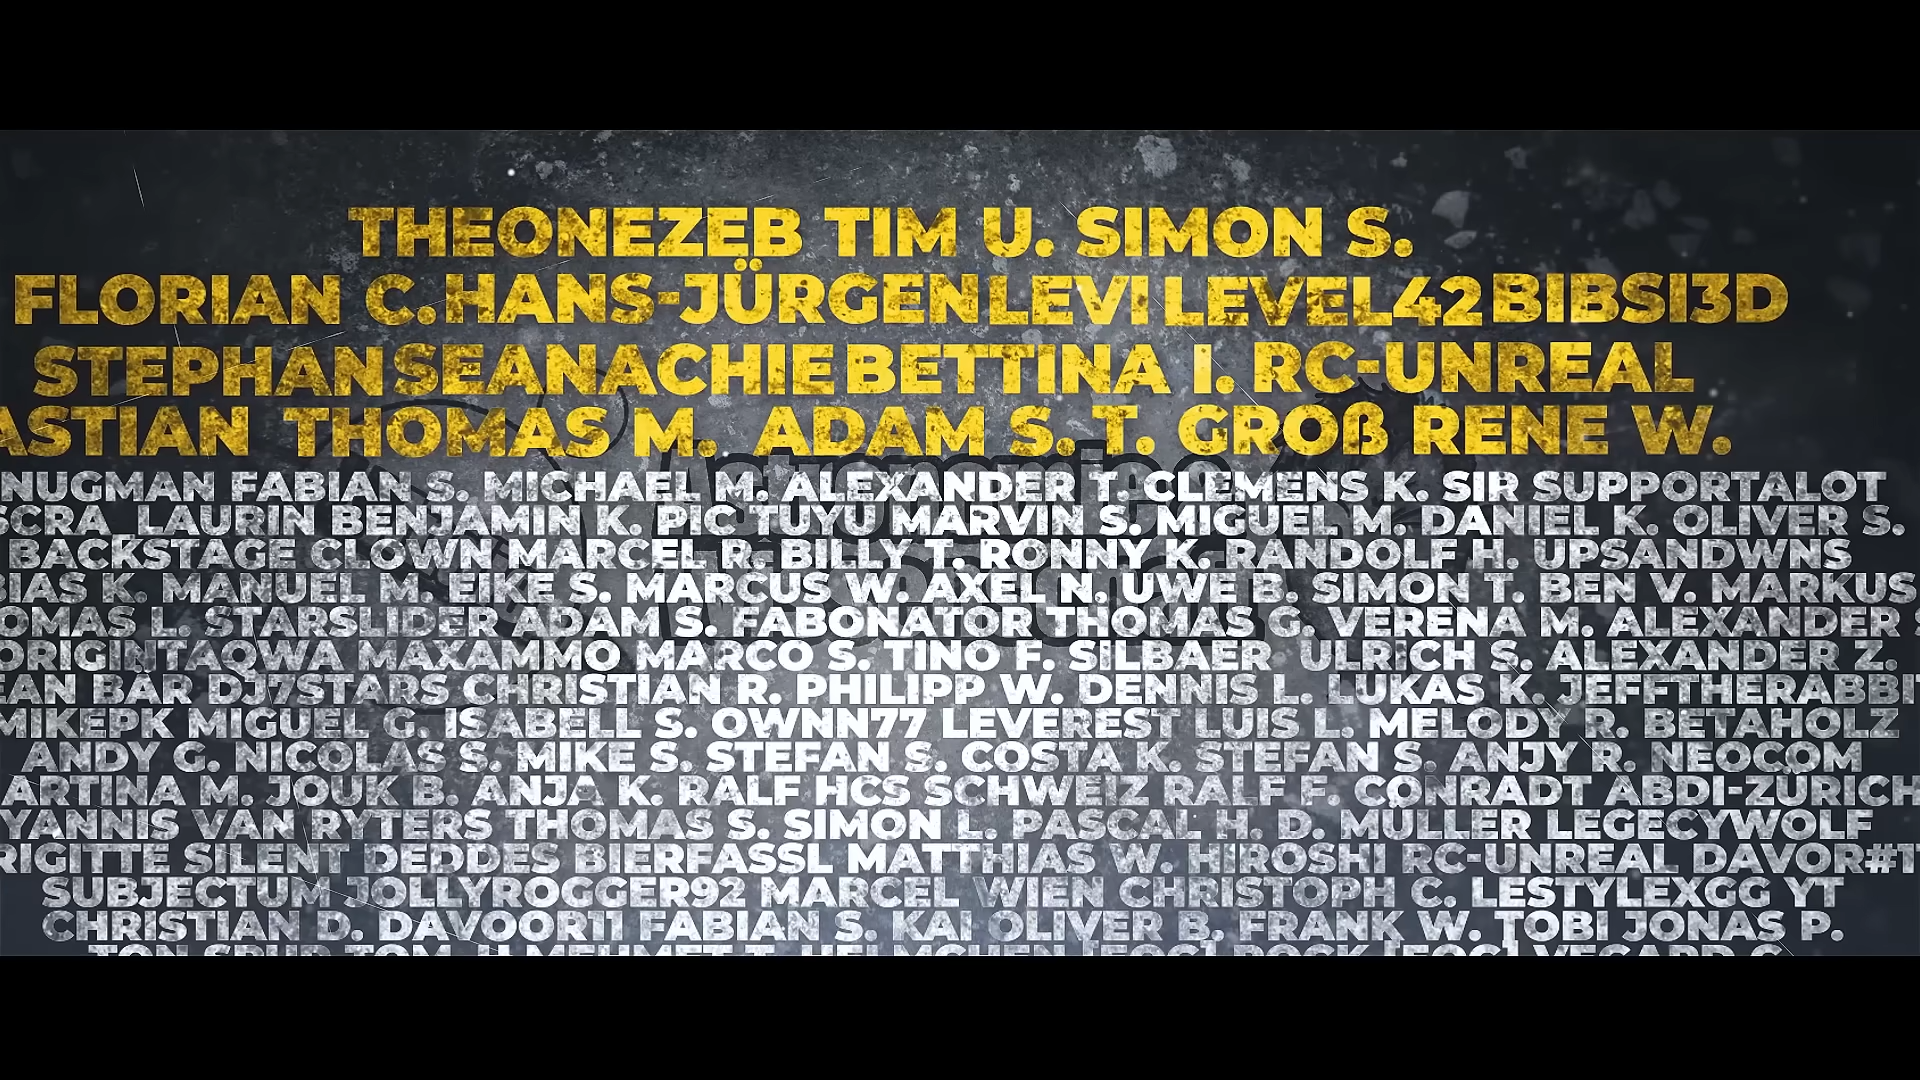 THEONEZEB TIM U. SIMON S.
FLORIAN C. HANS-JÜRGEN LEVI LEVEL42 BIBSI3D
STEPHAN SEANACHIE BETTINA I. RC-UNREAL
ASTIAN THOMAS M. ADAM S. T. GROß RENE W.
NUGMAN FABIAN S. MICHAEL M. ALEXANDER T. CLEMENS K. SIR SUPPORTALOT
SCRA_LAURIN BENJAMIN K. PIC TUYU MARVIN S. MIGUEL M. DANIEL K. OLIVER S.
BACKSTAGE CLOWN MARCEL R. BILLY T. RONNY K. RANDOLF H. UPSANDWNS
BIAS K. MANUEL M. EIKE S. MARCUS W. AXEL N. UWE B. SIMON T. BEN V. MARKUS
OMAS L. STARSLIDER ADAM S. FABONATOR THOMAS G. VERENA M. ALEXANDER S
ORIGINTAQWA MAXAMMO MARCO S. TINO F. SILBAER ULRICH S. ALEXANDER Z.
EAN BÄR DJ7STARS CHRISTIAN R. PHILIPP W. DENNIS L. LUKAS K. JEFFTHERABBIT
MIKEPK MIGUEL G. ISABELL S. OWNN77 LEVEREST LUIS L. MELODY R. BETAHOLZ
ANDY G. NICOLAS S. MIKE S. STEFAN S. COSTA K. STEFAN S. ANJY R. NEOCOM
ARTINA M. JOUK B. ANJA K. RALF HCS SCHWEIZ RALF F. CONRADT ABDI-ZÜRICH
YANNIS VAN RYTERS THOMAS S. SIMON L. PASCAL H. D. MÜLLER LEGECYWOLF
RIGITTE SILENT DEDDES BIERFASSL MATTHIAS W. HIROSHI RC-UNREAL DAVOR#11
SUBJECTUM JOLLYROGGER92 MARCEL WIEN CHRISTOPH C. LESTYLEXGG YT
CHRISTIAN D. DAVOOR11 FABIAN S. KAI OLIVER B. FRANK W. TOBI JONAS P.